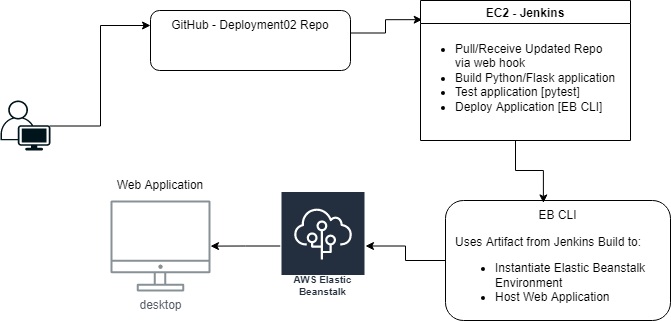 GitHub - Deployment02 Repo
EC2 - Jenkins
Pull/Receive Updated Repo
via web hook
Build Python/Flask application
Test application [pytest]
Deploy Application [EB CLI]
Web Application
desktop
AWS Elastic
Beanstalk
EB CLI
Uses Artifact from Jenkins Build to:
Instantiate Elastic Beanstalk
Environment
Host Web Application